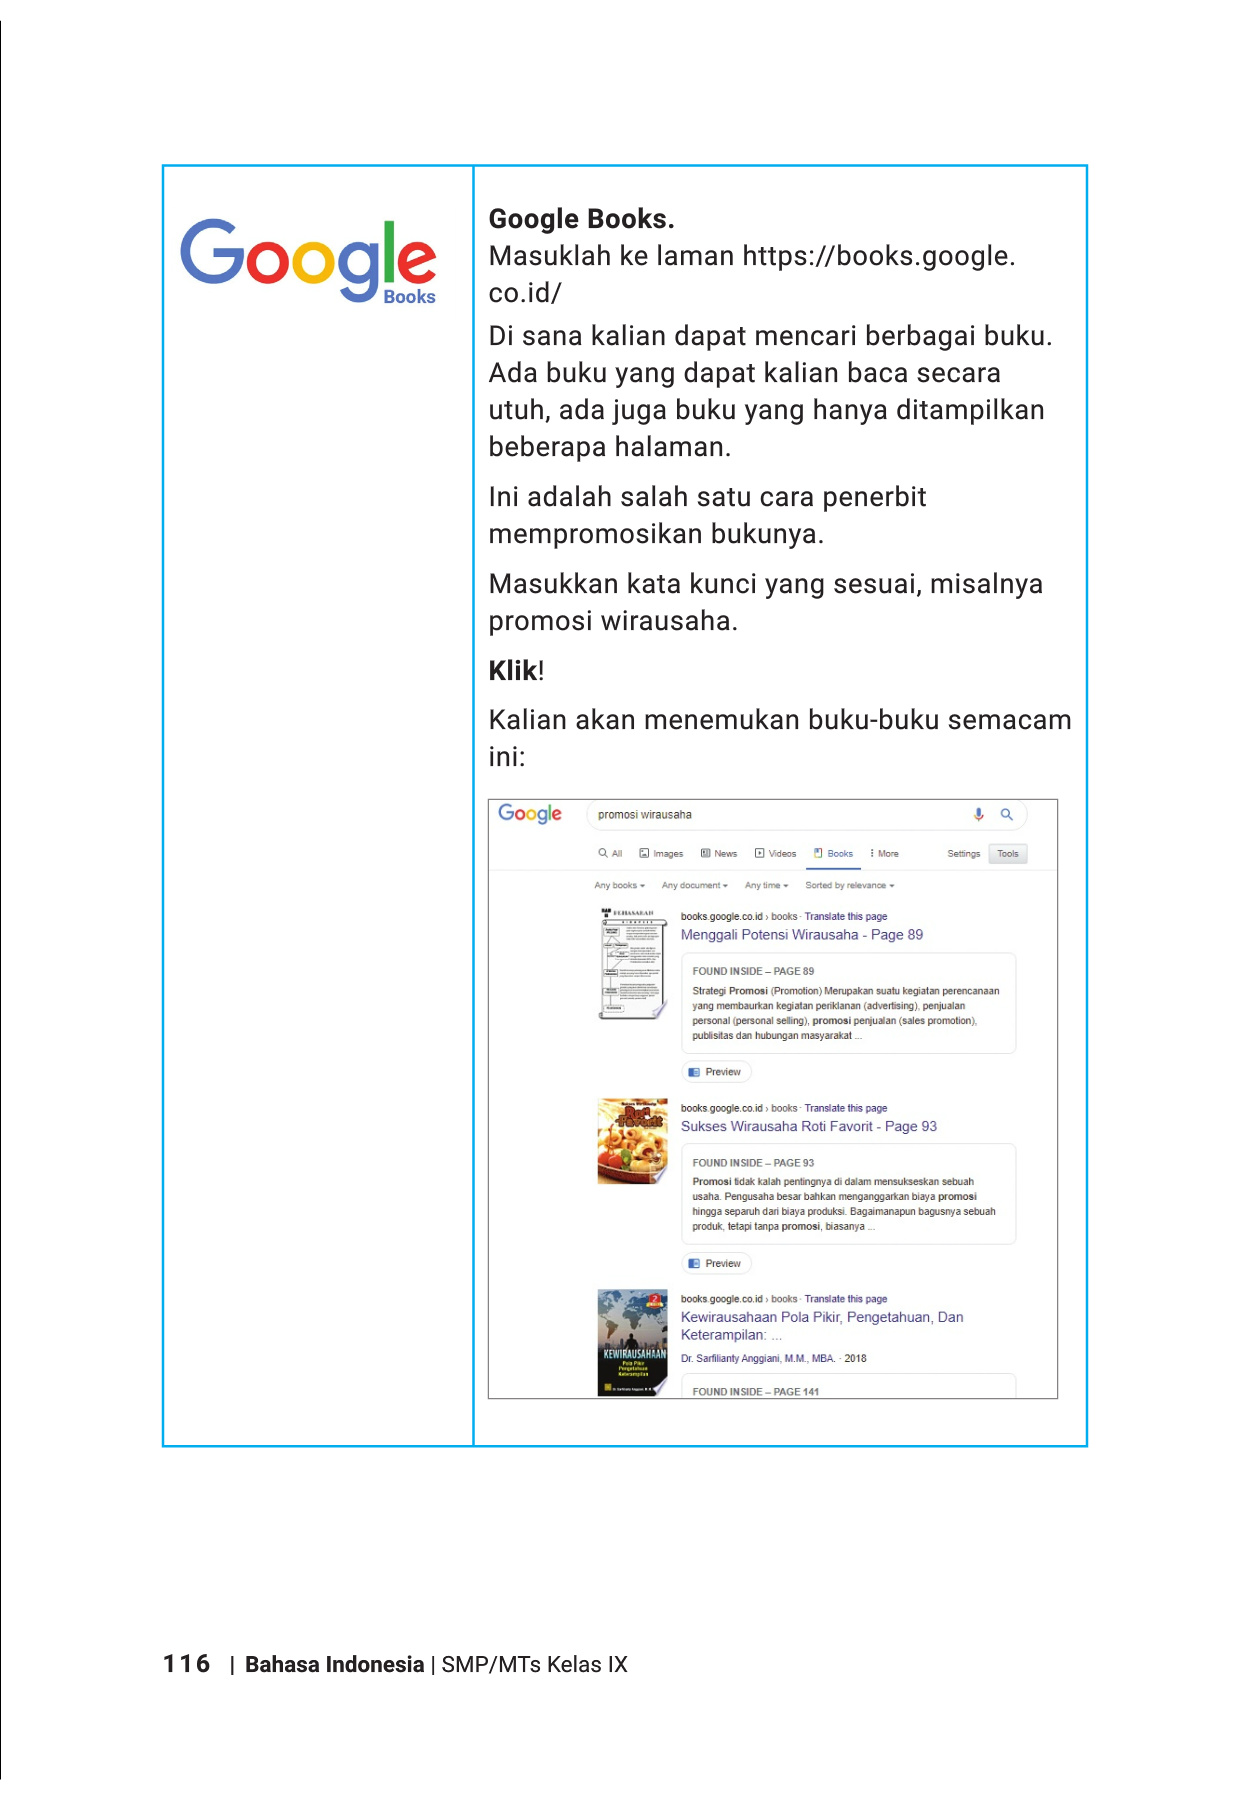 Google
Books
Google Books.
Masuklah ke laman https://books.google.
co.id/
Di sana kalian dapat mencari berbagai buku.
Ada buku yang dapat kalian baca secara
utuh, ada juga buku yang hanya ditampilkan
beberapa halaman.
Ini adalah salah satu cara penerbit
mempromosikan bukunya.
Masukkan kata kunci yang sesuai, misalnya
promosi wirausaha.
Klik!
Kalian akan menemukan buku-buku semacam
ini:
Google promosi wirausaha
All Images News Videos Books More Settings Tools
Any books Any document Any time Sorted by relevance
books.google.co.id › books · Translate this page
Menggali Potensi Wirausaha - Page 89
FOUND INSIDE – PAGE 89
Strategi Promosi (Promotion) Merupakan suatu kegiatan perencanaan
yang membaurkan kegiatan periklanan (advertising), penjualan
personal (personal selling), promosi penjualan (sales promotion),
publisitas dan hubungan masyarakat ...
Preview
Roti
Favorit
books.google.co.id › books · Translate this page
Sukses Wirausaha Roti Favorit - Page 93
FOUND INSIDE – PAGE 93
Promosi tidak kalah pentingnya di dalam mensukseskan sebuah
usaha. Pengusaha besar bahkan menganggarkan biaya promosi
hingga separuh dari biaya produksi. Bagaimanapun bagusnya sebuah
produk, tetapi tanpa promosi, biasanya ...
Preview
2
KEWIRAUSAHAAN
Pola Pikir
Pengetahuan
Keterampilan
books.google.co.id › books · Translate this page
Kewirausahaan Pola Pikir, Pengetahuan, Dan
Keterampilan: ...
Dr. Sarfilianty Anggiani, M.M., MBA. · 2018
FOUND INSIDE – PAGE 141
116 | Bahasa Indonesia | SMP/MTs Kelas IX